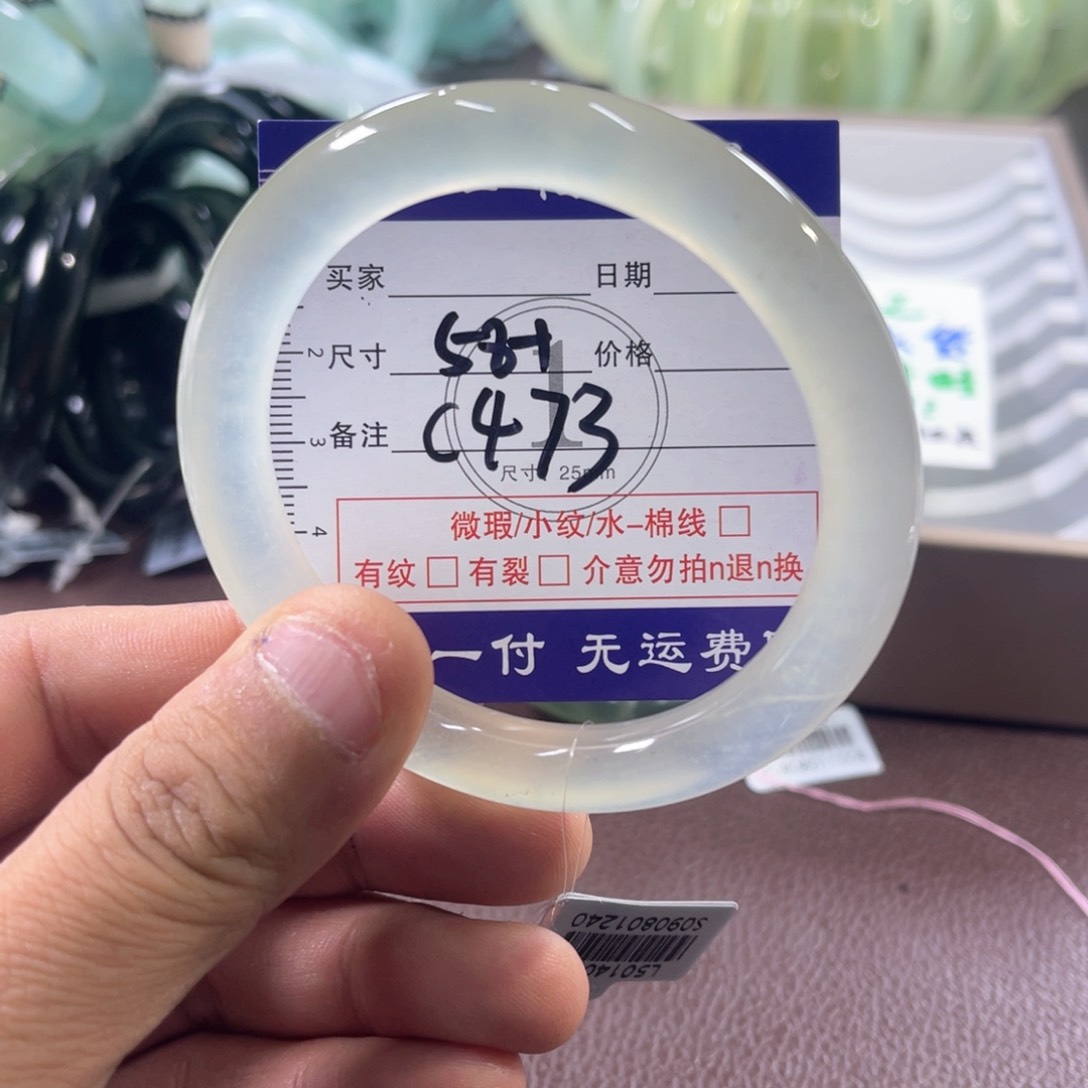 买家 日期
2 尺寸 58+ 价格
3 备注 C473
1
尺寸 25mm
4
微瑕/小纹/水-棉线 □
有纹 □ 有裂 □ 介意勿拍n退n换
一付 无运费
S090801240